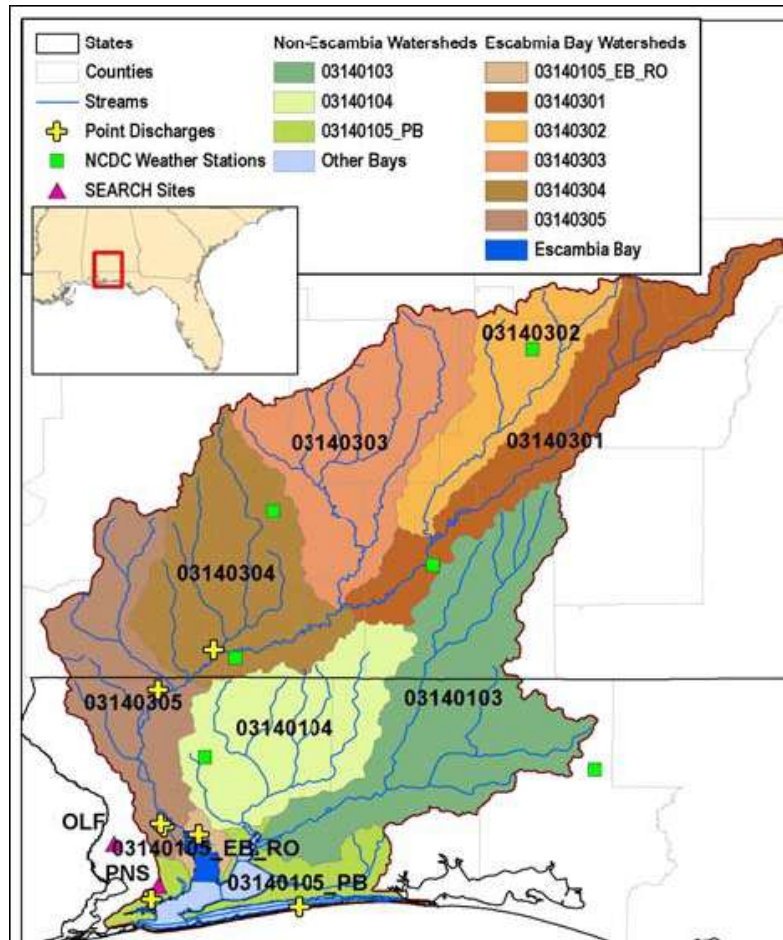 States
Counties
Streams
Point Discharges
NCDC Weather Stations
SEARCH Sites
Non-Escambia Watersheds
03140103
03140104
03140105_PB
Other Bays
Escabmia Bay Watersheds
03140105_EB_RO
03140301
03140302
03140303
03140304
03140305
Escambia Bay
03140302
03140303
03140301
03140304
03140305
03140103
03140104
OLF
03140105_EB_RO
PNS
03140105_PB